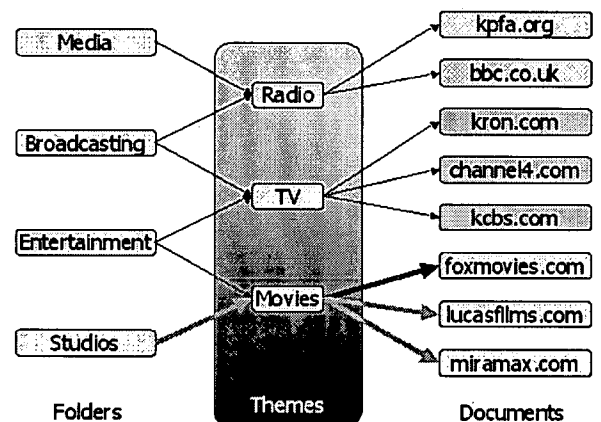 Media
Broadcasting
Entertainment
Studios
Folders
Radio
TV
Movies
Themes
kpfa.org
bbc.co.uk
kron.com
channel4.com
kcbs.com
foxmovies.com
lucasfilms.com
miramax.com
Documents